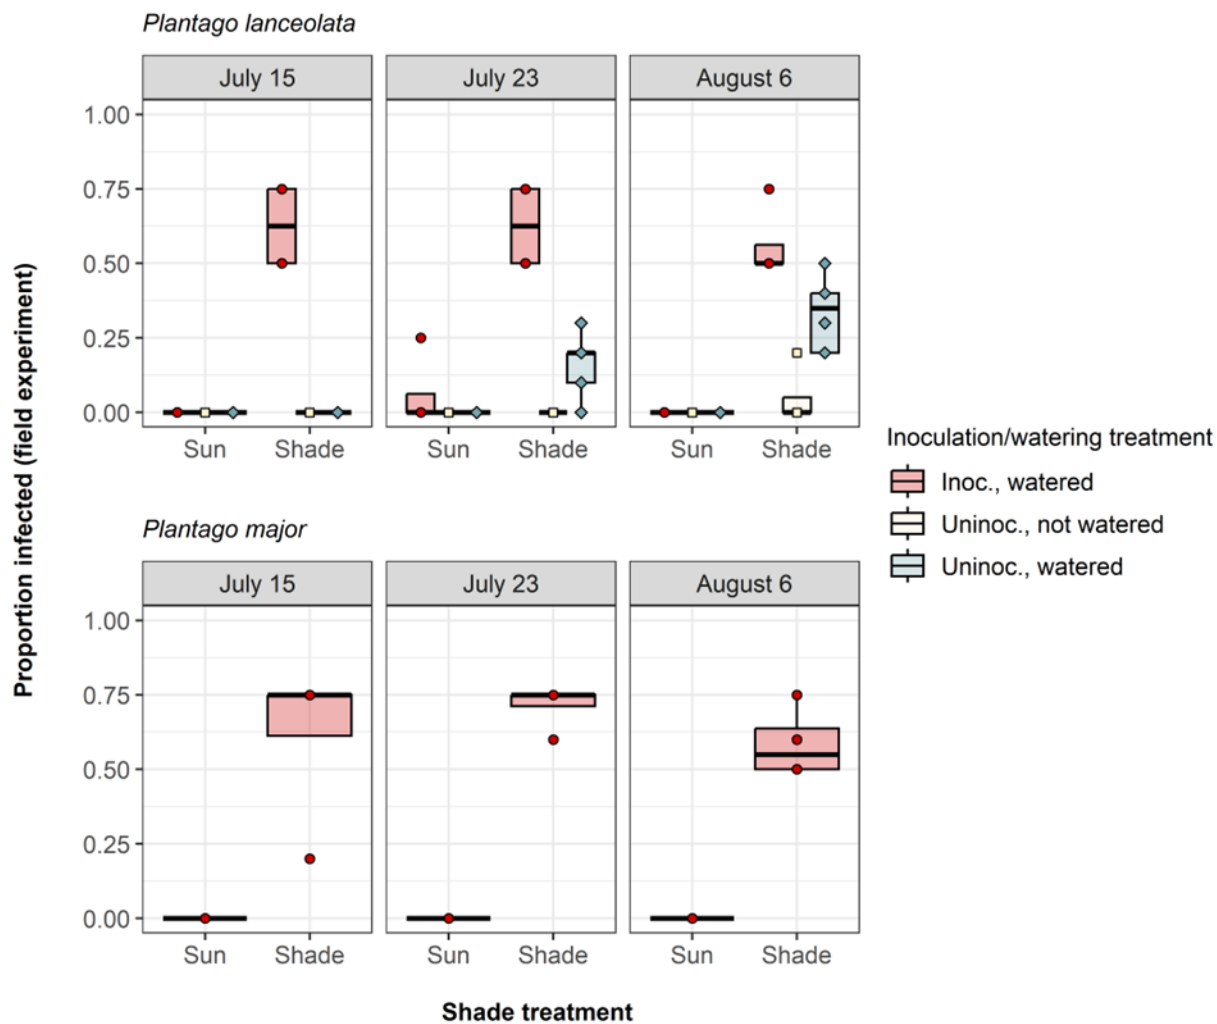 Plantago lanceolata
July 15 July 23 August 6
1.00
0.75
0.50
0.25
0.00
Sun Shade Sun Shade Sun Shade
Proportion infected (field experiment)
Inoculation/watering treatment
Inoc., watered
Uninoc., not watered
Uninoc., watered
Plantago major
July 15 July 23 August 6
1.00
0.75
0.50
0.25
0.00
Sun Shade Sun Shade Sun Shade
Shade treatment